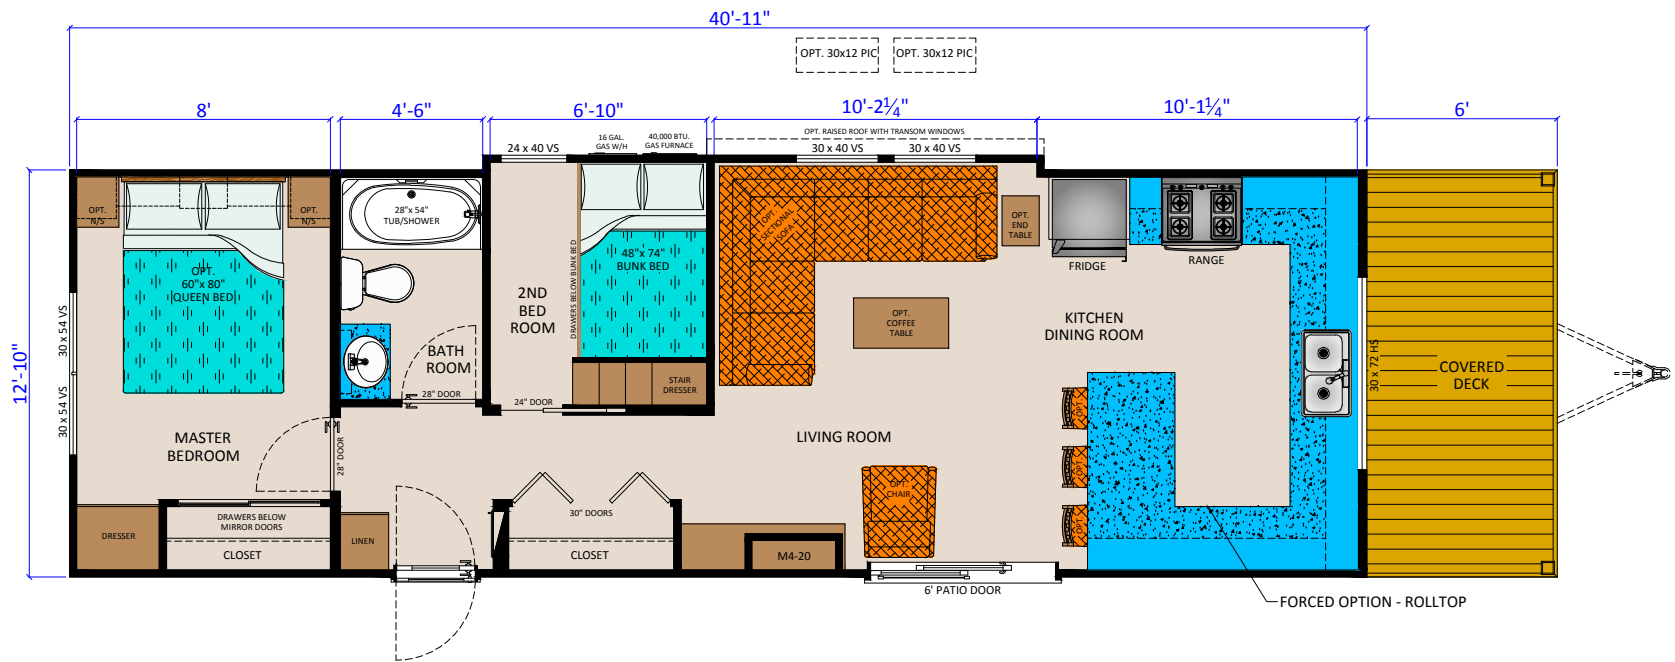 40'-11"
OPT. 30x12 PIC
OPT. 30x12 PIC
8'
4'-6"
6'-10"
10'-2¼"
10'-1¼"
6'
OPT. RAISED ROOF WITH TRANSOM WINDOWS
16 GAL.
GAS W/H
40,000 BTU.
GAS FURNACE
24 x 40 VS
30 x 40 VS
30 x 40 VS
12'-10"
30 x 54 VS
30 x 54 VS
OPT.
N/S
OPT.
N/S
OPT.
60"x 80"
QUEEN BED
28"x 54"
TUB/SHOWER
DRAWERS BELOW BUNK BED
48"x 74"
BUNK BED
2ND
BED
ROOM
OPT.
SECTIONAL
SOFA-L
OPT.
END
TABLE
FRIDGE
RANGE
OPT.
COFFEE
TABLE
KITCHEN
DINING ROOM
30 x 72 HS
COVERED
DECK
BATH
ROOM
28" DOOR
24" DOOR
STAIR
DRESSER
OPT.
OPT.
OPT.
MASTER
BEDROOM
28" DOOR
LIVING ROOM
OPT.
CHAIR
DRESSER
DRAWERS BELOW
MIRROR DOORS
CLOSET
LINEN
30" DOORS
CLOSET
M4-20
6' PATIO DOOR
FORCED OPTION - ROLLTOP